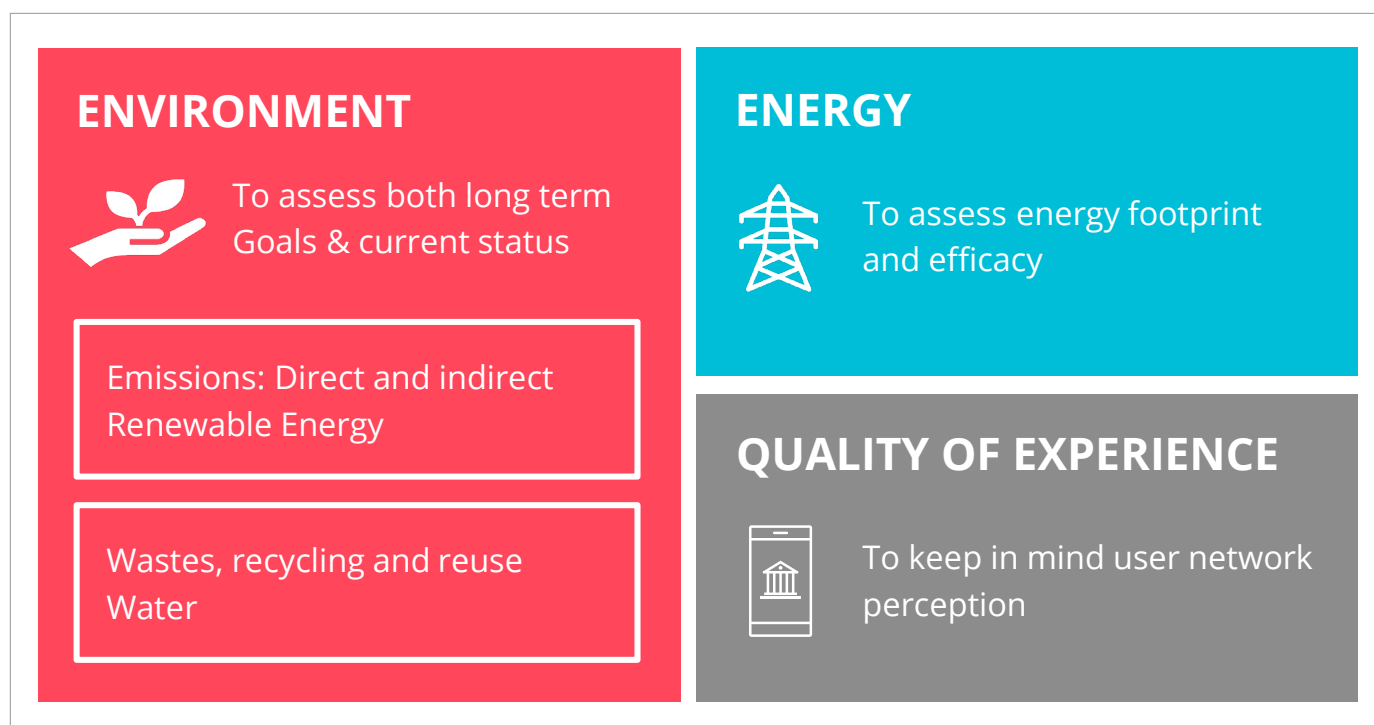 ENVIRONMENT
To assess both long term
Goals & current status
Emissions: Direct and indirect
Renewable Energy
Wastes, recycling and reuse
Water
ENERGY
To assess energy footprint
and efficacy
QUALITY OF EXPERIENCE
To keep in mind user network
perception